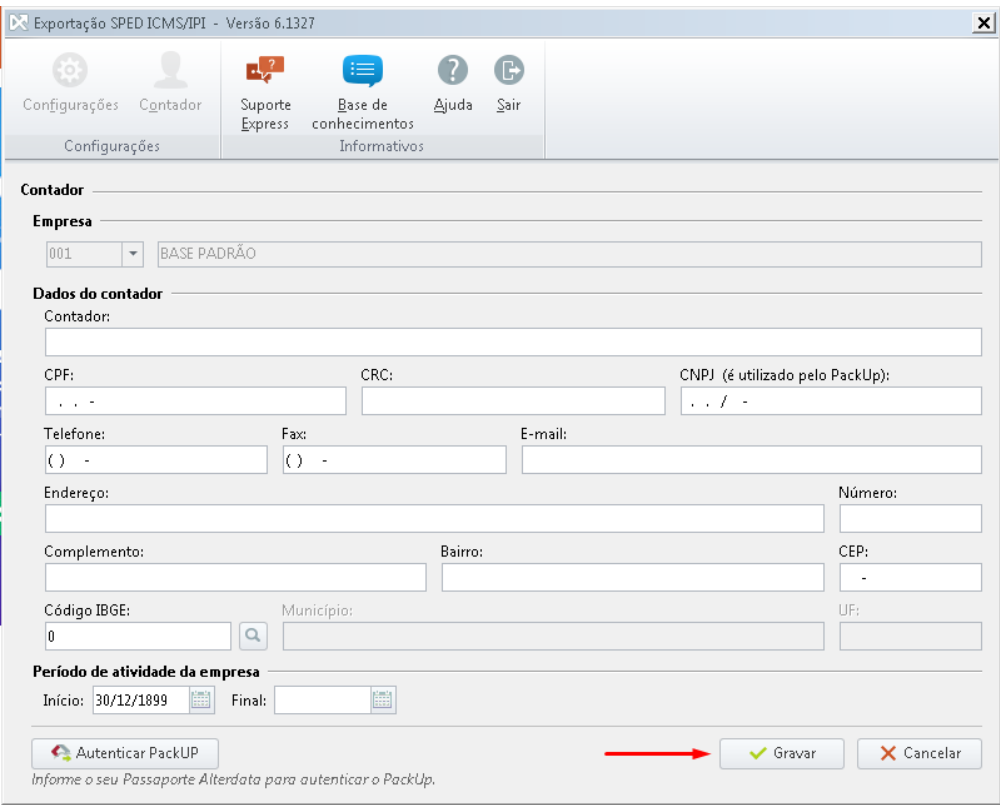 Exportação SPED ICMS/IPI - Versão 6.1327
Configurações
Contador
Suporte
Express
Base de
conhecimentos
Ajuda
Sair
Configurações
Informativos
Contador
Empresa
001
BASE PADRÃO
Dados do contador
Contador:
CPF: CRC: CNPJ (é utilizado pelo PackUp):
. . - . . / -
Telefone: Fax: E-mail:
( ) - ( ) -
Endereço: Número:
Complemento: Bairro: CEP:
-
Código IBGE: Município: UF:
0
Período de atividade da empresa
Início: 30/12/1899 Final:
Autenticar PackUP Gravar Cancelar
Informe o seu Passaporte Alterdata para autenticar o PackUp.